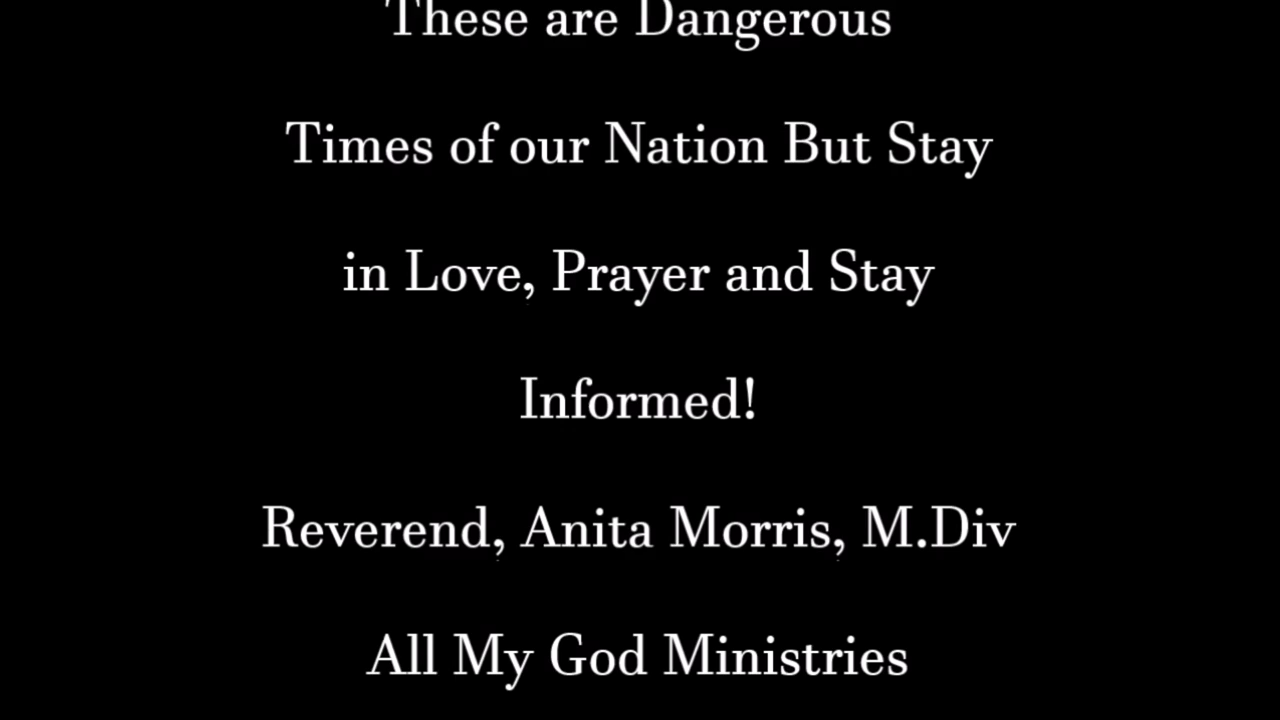 These are Dangerous
Times of our Nation But Stay
in Love, Prayer and Stay
Informed!
Reverend, Anita Morris, M.Div
All My God Ministries